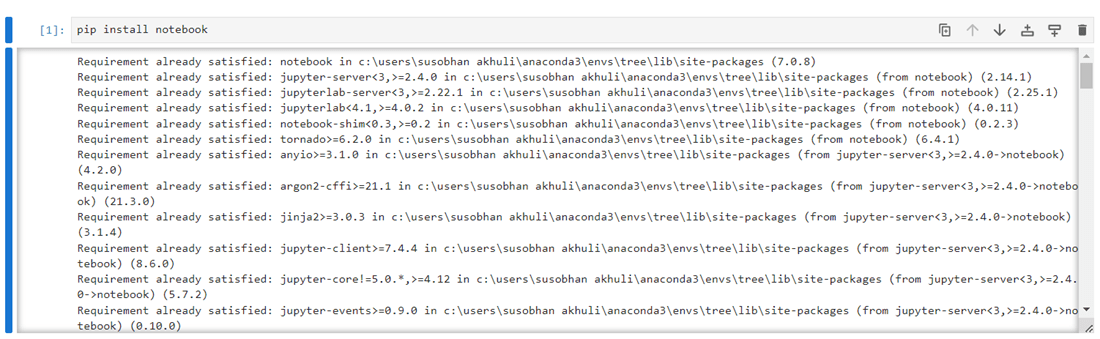 [1]: pip install notebook
Requirement already satisfied: notebook in c:\users\susobhan akhuli\anaconda3\envs\tree\lib\site-packages (7.0.8)
Requirement already satisfied: jupyter-server<3,>=2.4.0 in c:\users\susobhan akhuli\anaconda3\envs\tree\lib\site-packages (from notebook) (2.14.1)
Requirement already satisfied: jupyterlab-server<3,>=2.22.1 in c:\users\susobhan akhuli\anaconda3\envs\tree\lib\site-packages (from notebook) (2.25.1)
Requirement already satisfied: jupyterlab<4.1,>=4.0.2 in c:\users\susobhan akhuli\anaconda3\envs\tree\lib\site-packages (from notebook) (4.0.11)
Requirement already satisfied: notebook-shim<0.3,>=0.2 in c:\users\susobhan akhuli\anaconda3\envs\tree\lib\site-packages (from notebook) (0.2.3)
Requirement already satisfied: tornado>=6.2.0 in c:\users\susobhan akhuli\anaconda3\envs\tree\lib\site-packages (from notebook) (6.4.1)
Requirement already satisfied: anyio>=3.1.0 in c:\users\susobhan akhuli\anaconda3\envs\tree\lib\site-packages (from jupyter-server<3,>=2.4.0->notebook)
(4.2.0)
Requirement already satisfied: argon2-cffi>=21.1 in c:\users\susobhan akhuli\anaconda3\envs\tree\lib\site-packages (from jupyter-server<3,>=2.4.0->notebo
ok) (21.3.0)
Requirement already satisfied: jinja2>=3.0.3 in c:\users\susobhan akhuli\anaconda3\envs\tree\lib\site-packages (from jupyter-server<3,>=2.4.0->notebook)
(3.1.4)
Requirement already satisfied: jupyter-client>=7.4.4 in c:\users\susobhan akhuli\anaconda3\envs\tree\lib\site-packages (from jupyter-server<3,>=2.4.0->no
tebook) (8.6.0)
Requirement already satisfied: jupyter-core!=5.0.*,>=4.12 in c:\users\susobhan akhuli\anaconda3\envs\tree\lib\site-packages (from jupyter-server<3,>=2.4.
0->notebook) (5.7.2)
Requirement already satisfied: jupyter-events>=0.9.0 in c:\users\susobhan akhuli\anaconda3\envs\tree\lib\site-packages (from jupyter-server<3,>=2.4.0->no
tebook) (0.10.0)